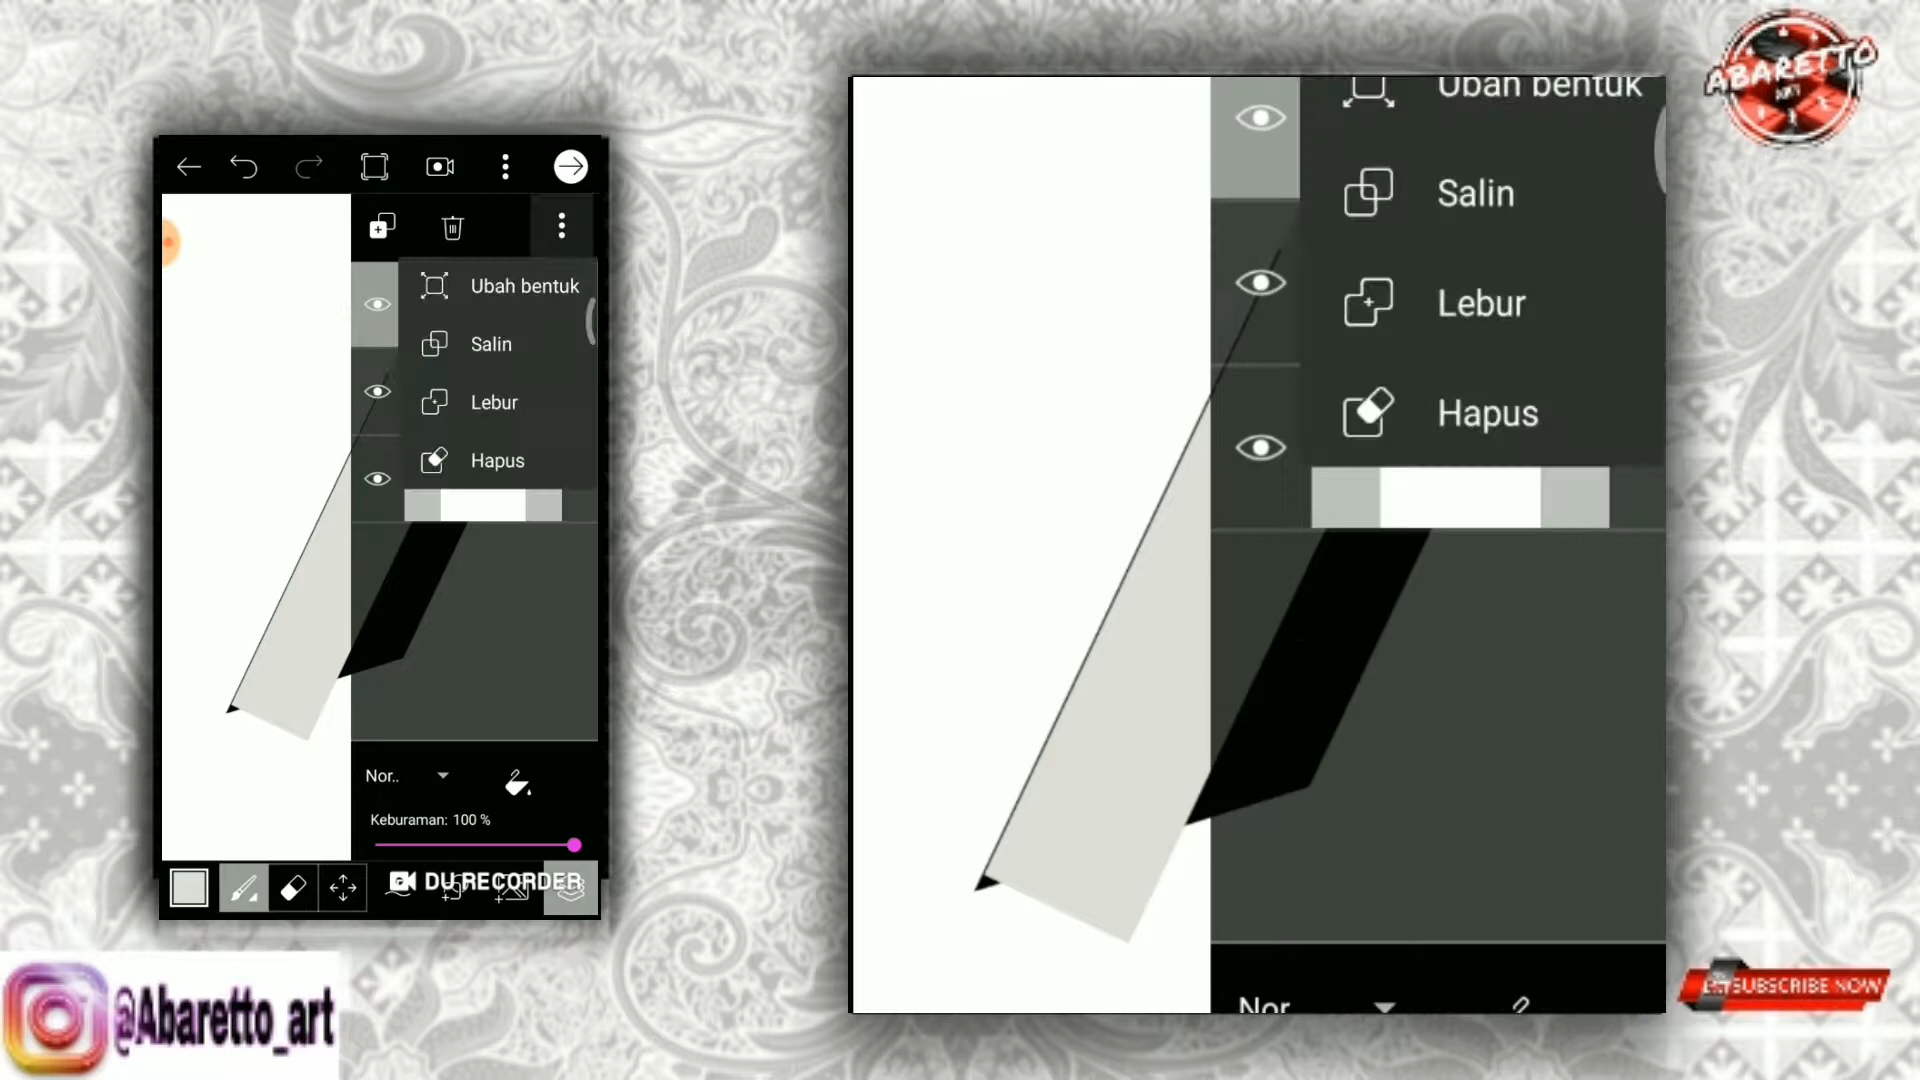 ABARETTO
ART
Ubah bentuk
Salin
Lebur
Hapus
Nor..
Keburaman: 100 %
DU RECORDER
Ubah bentuk
Salin
Lebur
Hapus
Nor
@Abaretto_art
SUBSCRIBE NOW